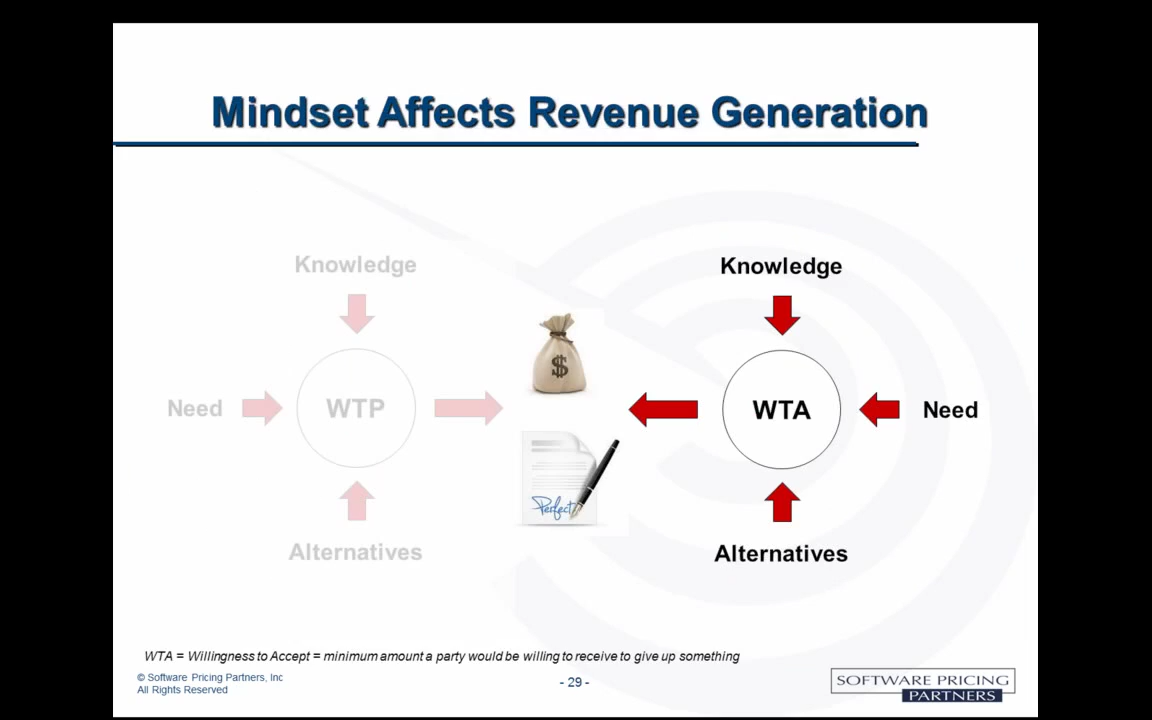 Mindset Affects Revenue Generation
Knowledge
Need
WTP
Alternatives
$
Perfect
Knowledge
WTA
Need
Alternatives
WTA = Willingness to Accept = minimum amount a party would be willing to receive to give up something
© Software Pricing Partners, Inc
All Rights Reserved
- 29 -
SOFTWARE PRICING
PARTNERS